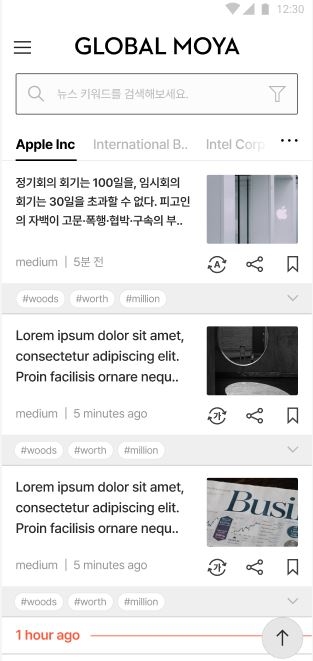 12:30
GLOBAL MOYA
뉴스 키워드를 검색해보세요.
Apple Inc International B.. Intel Corp
정기회의 회기는 100일을, 임시회의
회기는 30일을 초과할 수 없다. 피고인
의 자백이 고문·폭행·협박·구속의 부..
medium | 5분 전
A
#woods #worth #million
Lorem ipsum dolor sit amet,
consectetur adipiscing elit.
Proin facilisis ornare nequ..
medium | 5 minutes ago
가
#woods #worth #million
Lorem ipsum dolor sit amet,
consectetur adipiscing elit.
Proin facilisis ornare nequ..
Busi
medium | 5 minutes ago
가
#woods #worth #million
1 hour ago